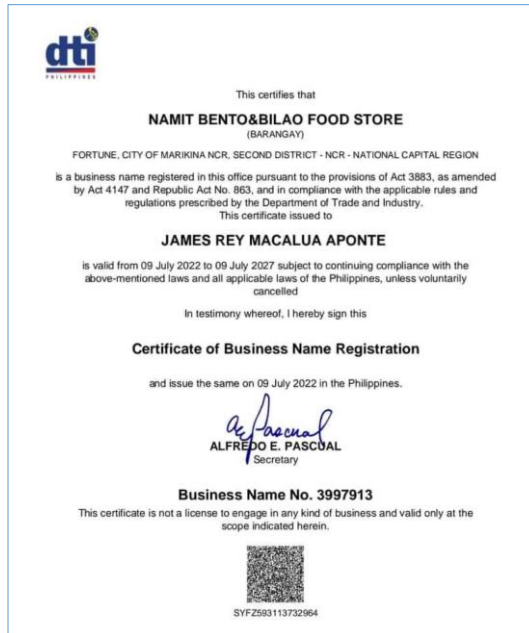 dti
PHILIPPINES
This certifies that
NAMIT BENTO&BILAO FOOD STORE
(BARANGAY)
FORTUNE, CITY OF MARIKINA NCR, SECOND DISTRICT - NCR - NATIONAL CAPITAL REGION
is a business name registered in this office pursuant to the provisions of Act 3883, as amended
by Act 4147 and Republic Act No. 863, and in compliance with the applicable rules and
regulations prescribed by the Department of Trade and Industry.
This certificate issued to
JAMES REY MACALUA APONTE
is valid from 09 July 2022 to 09 July 2027 subject to continuing compliance with the
above-mentioned laws and all applicable laws of the Philippines, unless voluntarily
cancelled
In testimony whereof, I hereby sign this
Certificate of Business Name Registration
and issue the same on 09 July 2022 in the Philippines.
ALFREDO E. PASCUAL
Secretary
Business Name No. 3997913
This certificate is not a license to engage in any kind of business and valid only at the
scope indicated herein.
SYFZ593113732964